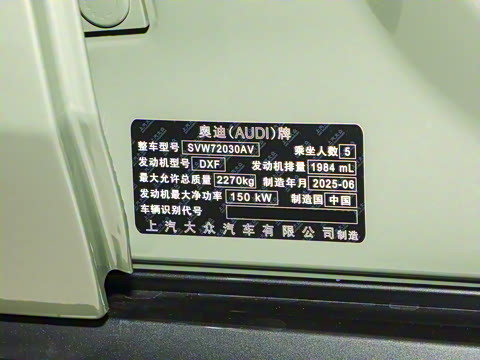 奥迪(AUDI)牌
整车型号 SVW72030AV 乘坐人数 5
发动机型号 DXF 发动机排量 1984 mL
最大允许总质量 2270kg 制造年月 2025-06
发动机最大净功率 150 kW 制造国 中国
车辆识别代号
上汽大众汽车有限公司制造